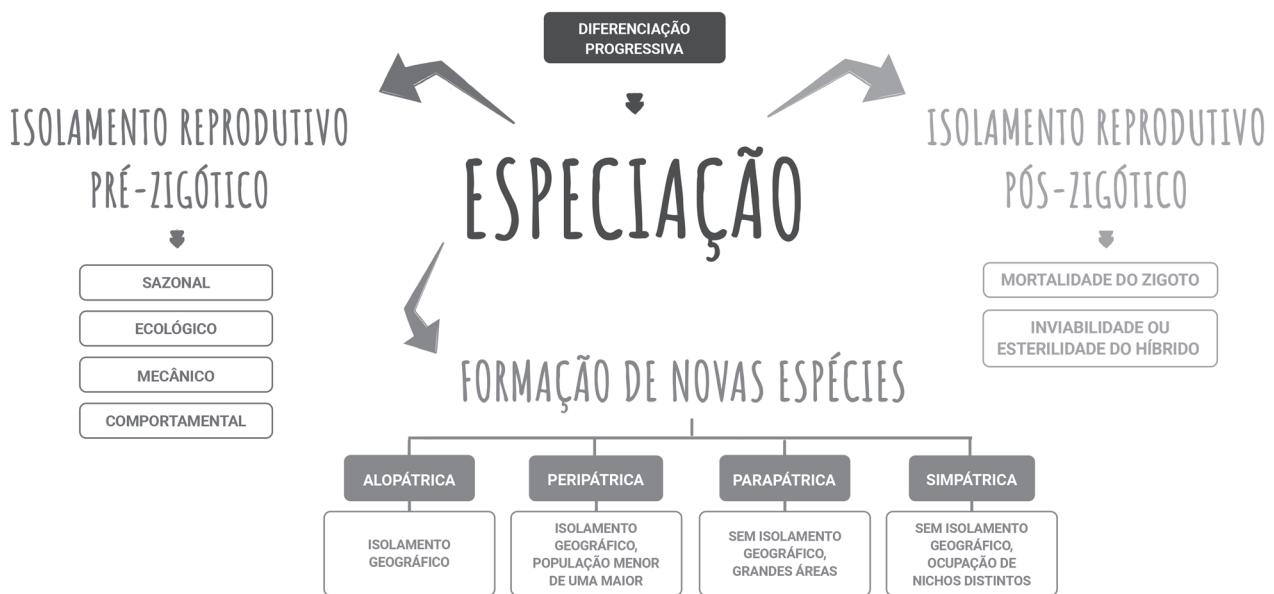 DIFERENCIAÇÃO
PROGRESSIVA
ISOLAMENTO REPRODUTIVO
PRÉ-ZIGÓTICO
SAZONAL
ECOLÓGICO
MECÂNICO
COMPORTAMENTAL
ESPECIAÇÃO
ISOLAMENTO REPRODUTIVO
PÓS-ZIGÓTICO
MORTALIDADE DO ZIGOTO
INVIABILIDADE OU
ESTERILIDADE DO HÍBRIDO
FORMAÇÃO DE NOVAS ESPÉCIES
ALOPÁTRICA
ISOLAMENTO
GEOGRÁFICO
PERIPÁTRICA
ISOLAMENTO
GEOGRÁFICO,
POPULAÇÃO MENOR
DE UMA MAIOR
PARAPÁTRICA
SEM ISOLAMENTO
GEOGRÁFICO,
GRANDES ÁREAS
SIMPÁTRICA
SEM ISOLAMENTO
GEOGRÁFICO,
OCUPAÇÃO DE
NICHOS DISTINTOS